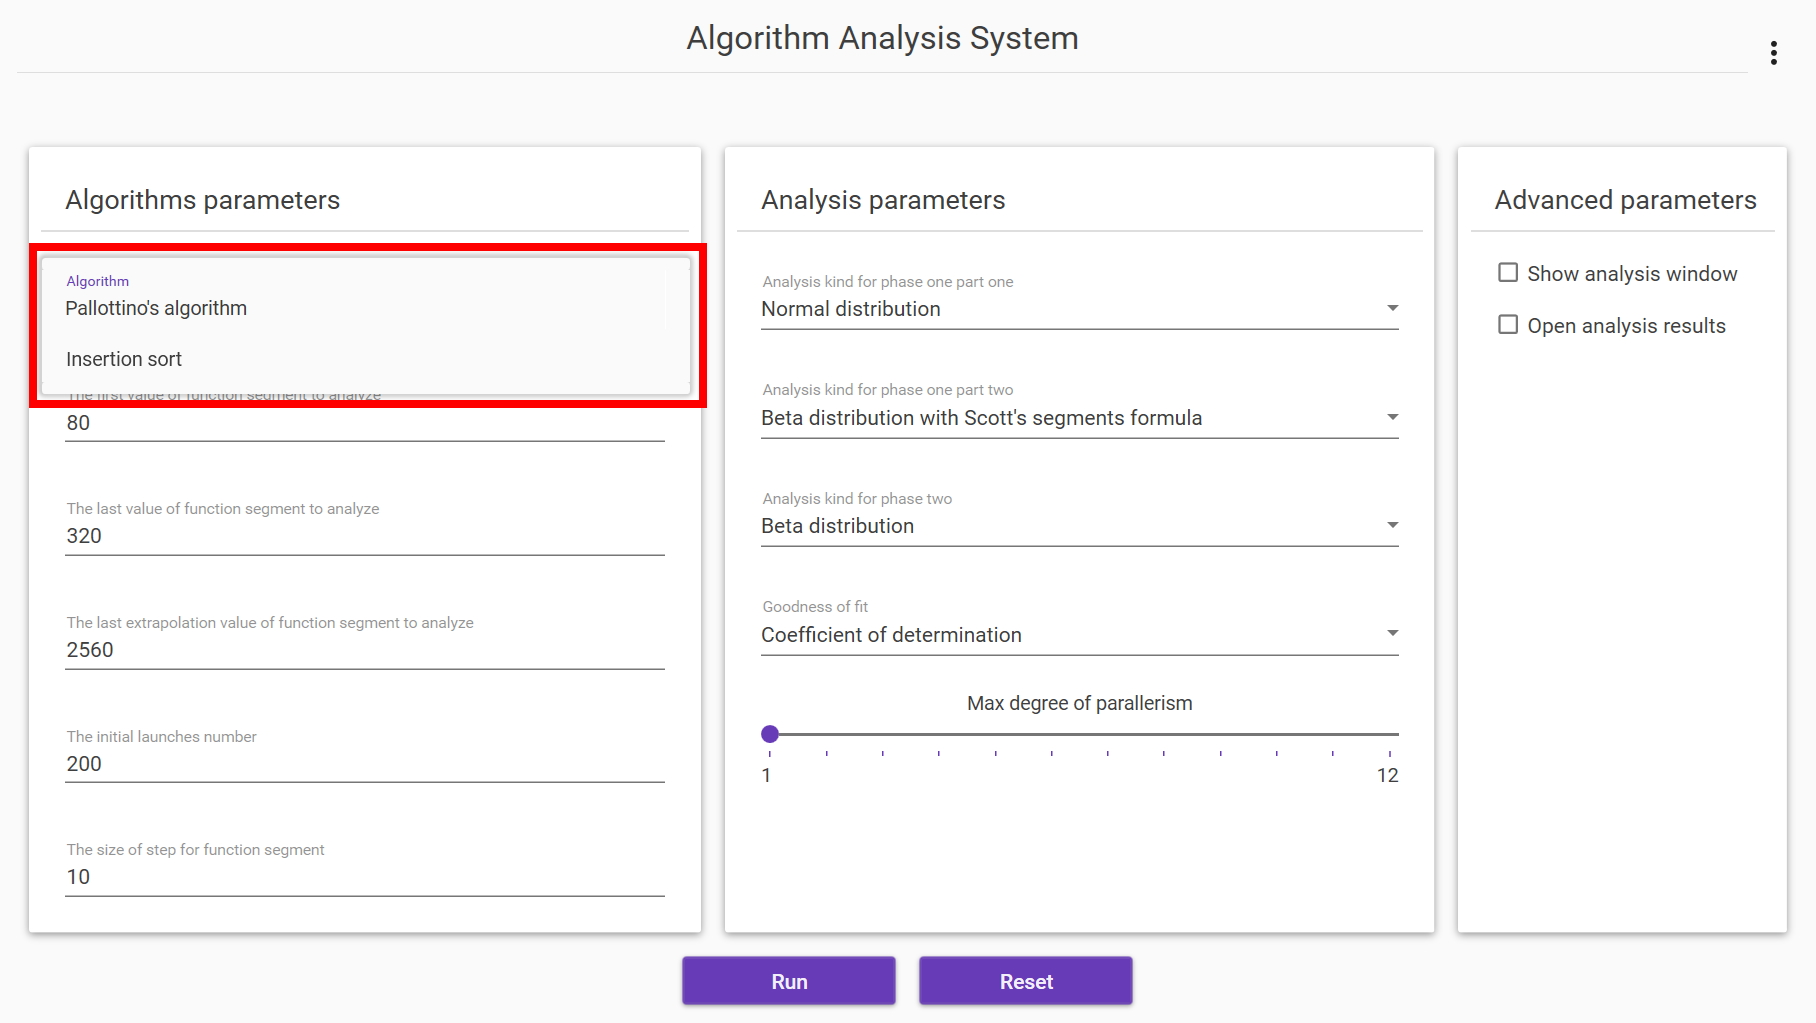 Algorithm Analysis System
Algorithms parameters
Algorithm
Pallottino's algorithm
Insertion sort
The first value of function segment to analyze
80
The last value of function segment to analyze
320
The last extrapolation value of function segment to analyze
2560
The initial launches number
200
The size of step for function segment
10
Analysis parameters
Analysis kind for phase one part one
Normal distribution
Analysis kind for phase one part two
Beta distribution with Scott's segments formula
Analysis kind for phase two
Beta distribution
Goodness of fit
Coefficient of determination
Max degree of parallerism
1 12
Advanced parameters
Show analysis window
Open analysis results
Run Reset